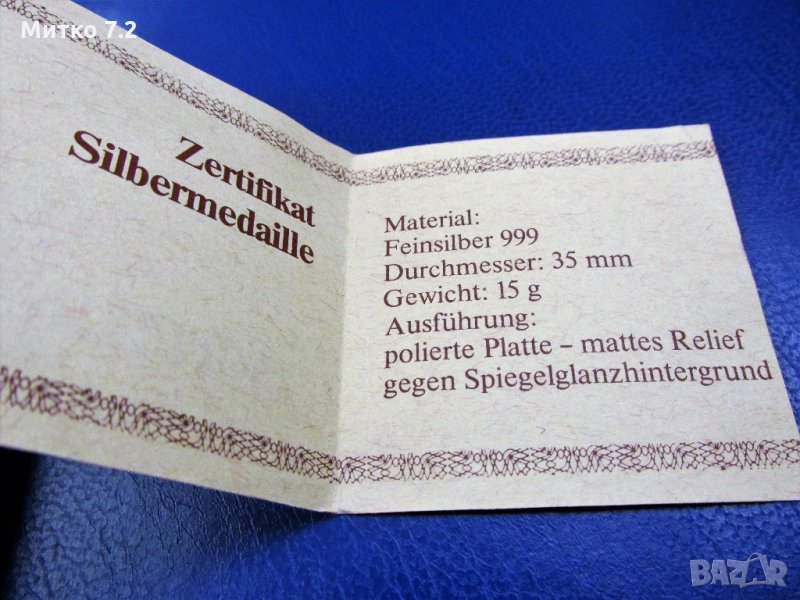 Митко 7.2
Zertifikat
Silbermedaille
Material:
Feinsilber 999
Durchmesser: 35 mm
Gewicht: 15 g
Ausführung:
polierte Platte – mattes Relief
gegen Spiegelglanzhintergrund
BAZAR